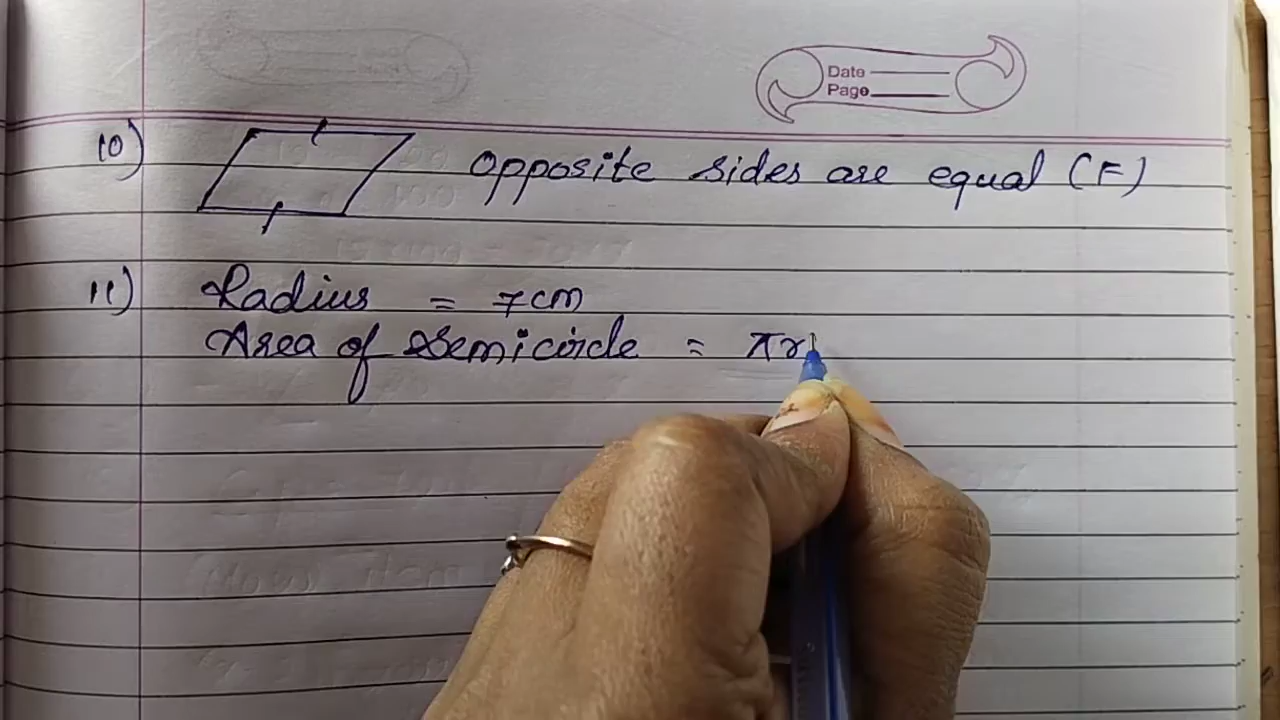 Date
Page
10) opposite sides are equal (F)
11) Radius = 7cm
Area of Semicircle = πr